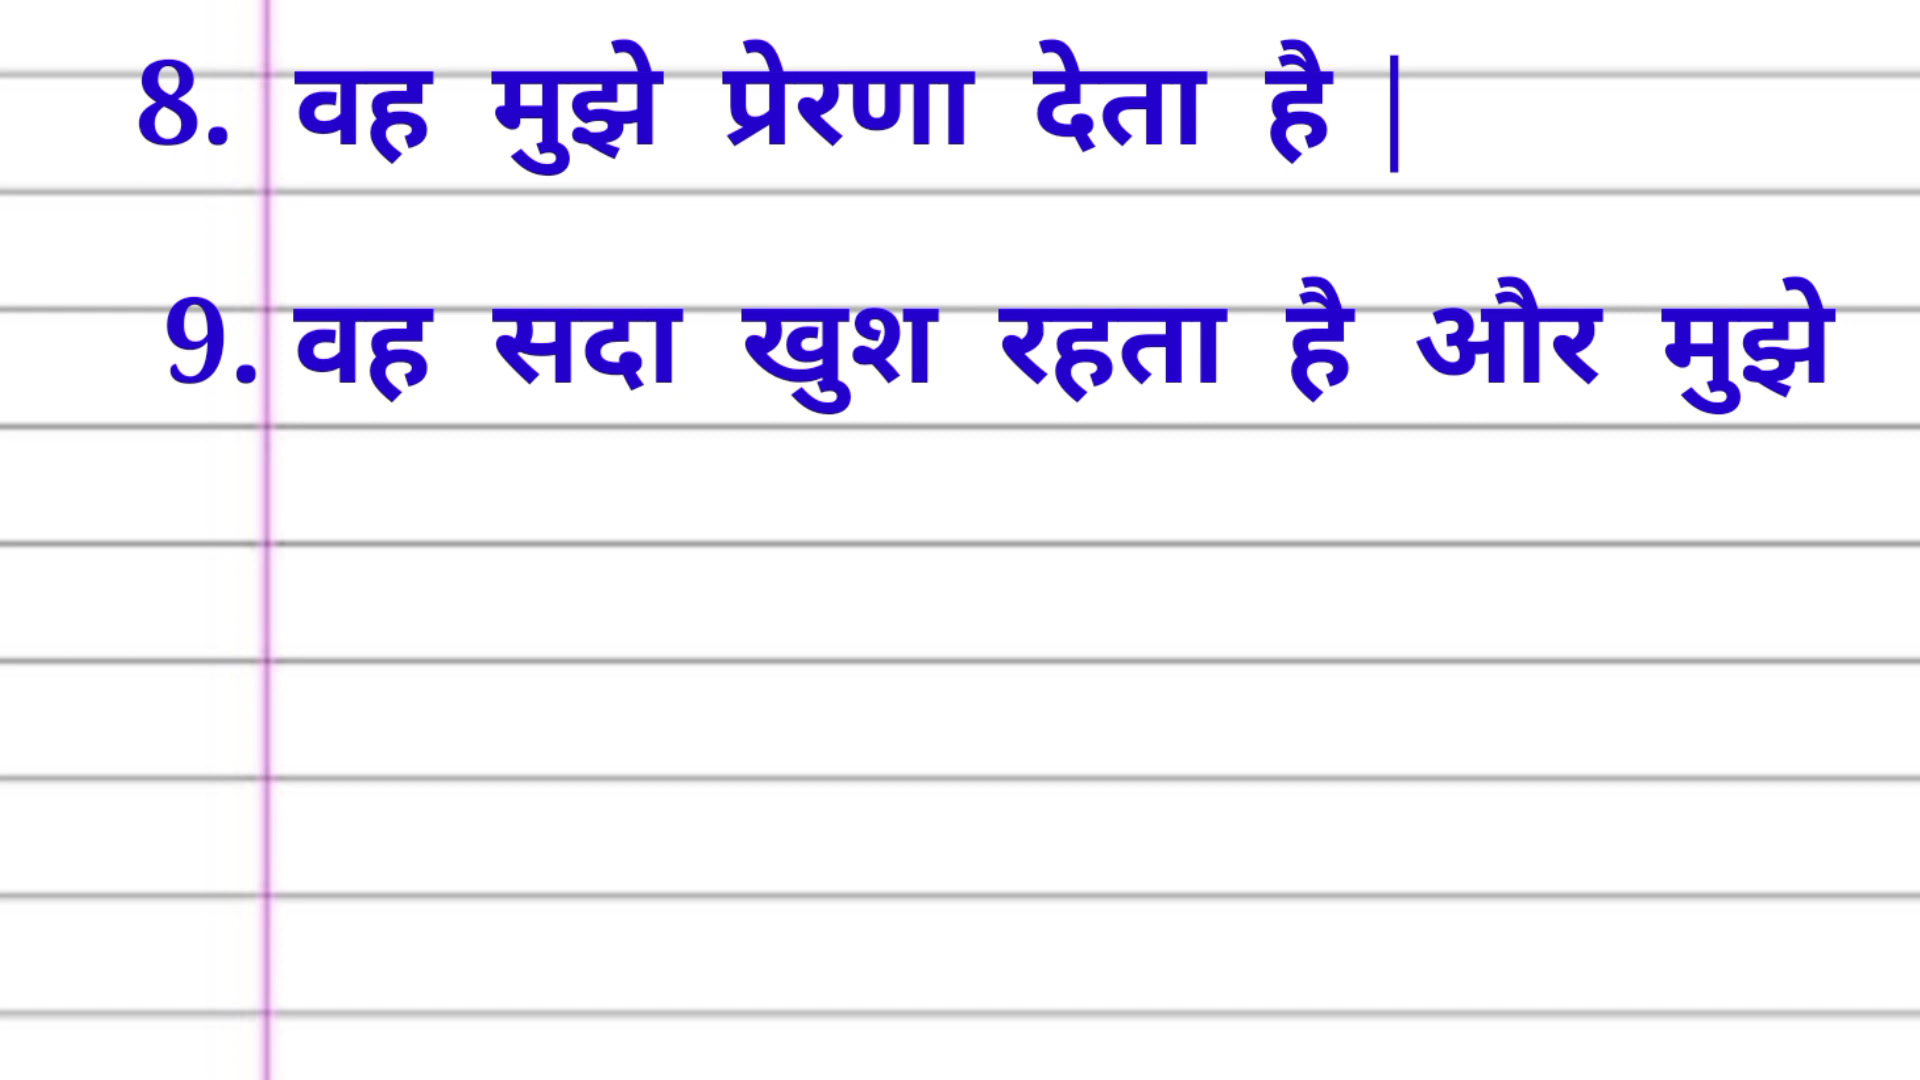 8. वह मुझे प्रेरणा देता है |
9. वह सदा खुश रहता है और मुझे